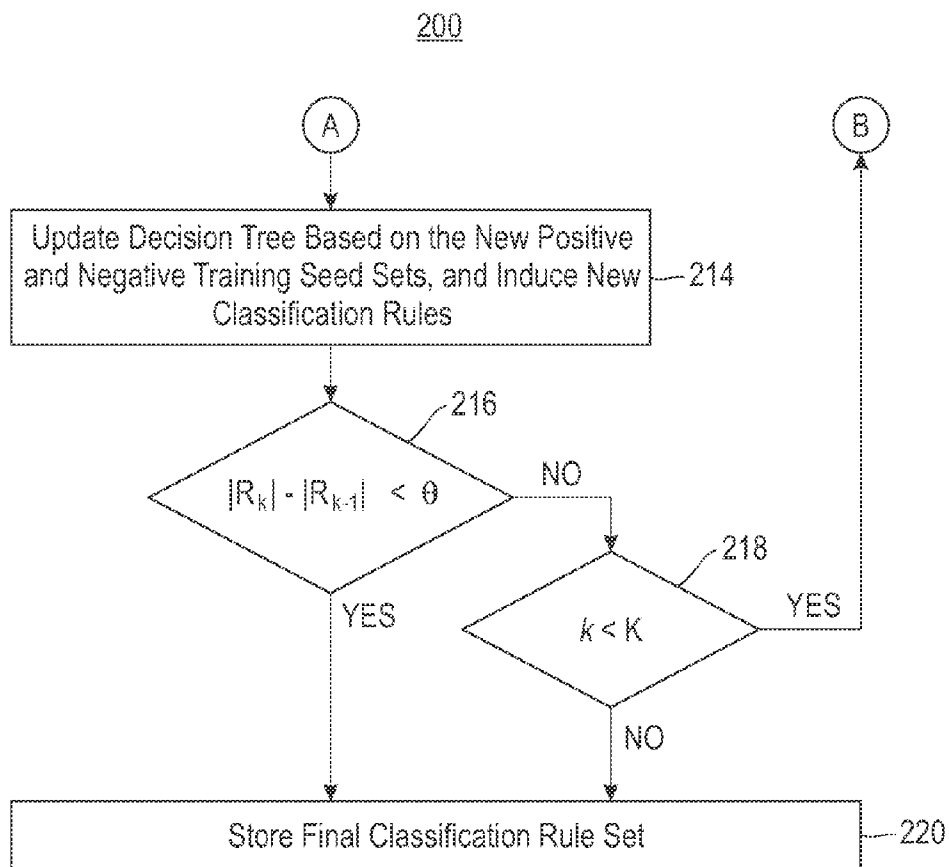 200
A
B
Update Decision Tree Based on the New Positive
and Negative Training Seed Sets, and Induce New
Classification Rules
214
216
|Rk| - |Rk-1| < θ
NO
218
YES
k < K
YES
NO
Store Final Classification Rule Set
220